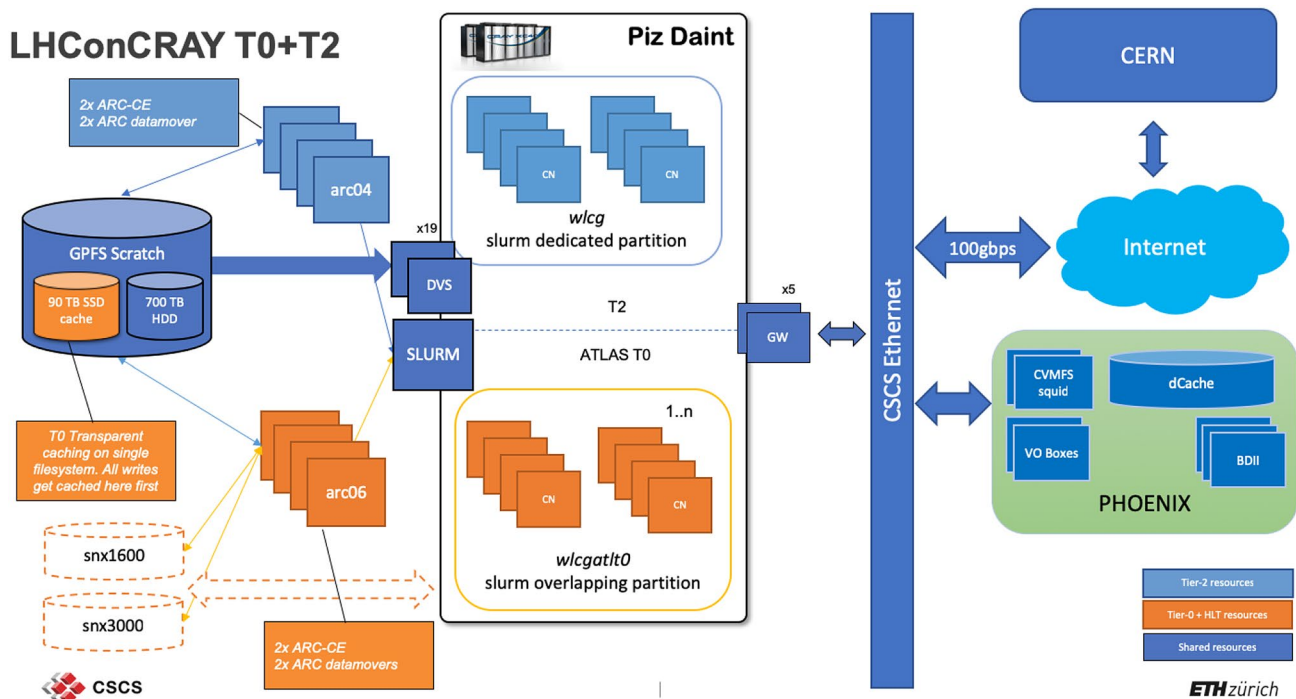 LHConCRAY T0+T2
2x ARC-CE
2x ARC datamover
arc04
GPFS Scratch
90 TB SSD
cache
700 TB
HDD
T0 Transparent
caching on single
filesystem. All writes
get cached here first
arc06
snx1600
snx3000
2x ARC-CE
2x ARC datamovers
CSCS
Piz Daint
CN
CN
wlcg
slurm dedicated partition
x19
DVS
SLURM
T2
ATLAS T0
x5
GW
1..n
CN
CN
wlcgatlt0
slurm overlapping partition
CSCS Ethernet
CERN
100gbps
Internet
CVMFS
squid
dCache
VO Boxes
BDII
PHOENIX
Tier-2 resources
Tier-0 + HLT resources
Shared resources
ETH zürich